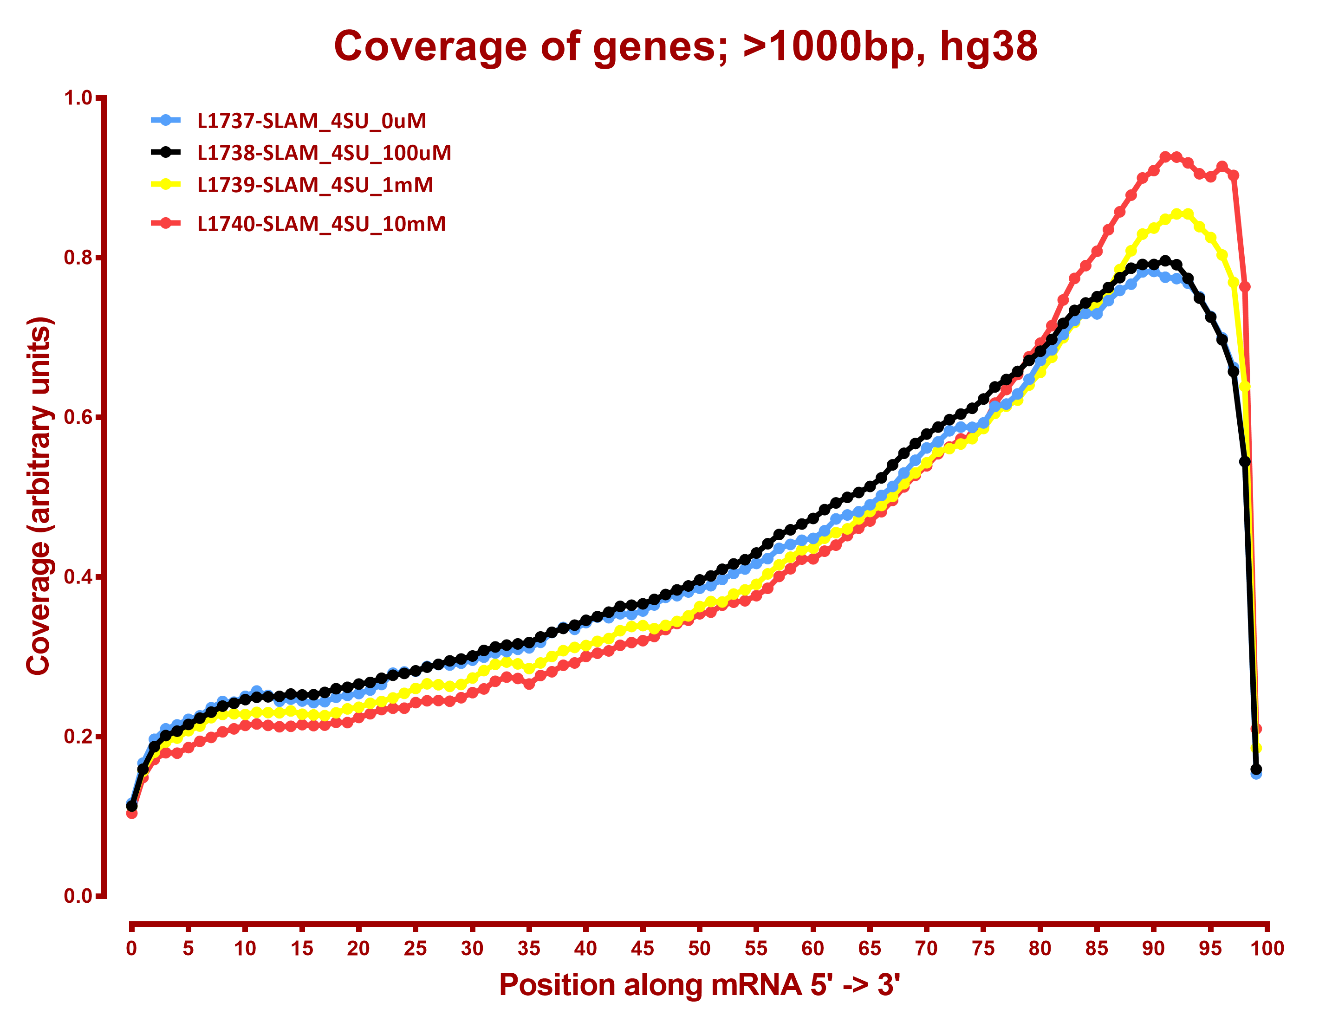 Coverage of genes; >1000bp, hg38
1.0
L1737-SLAM_4SU_0uM
L1738-SLAM_4SU_100uM
L1739-SLAM_4SU_1mM
L1740-SLAM_4SU_10mM
0.8
0.6
0.4
0.2
0.0
Coverage (arbitrary units)
0 5 10 15 20 25 30 35 40 45 50 55 60 65 70 75 80 85 90 95 100
Position along mRNA 5' -> 3'